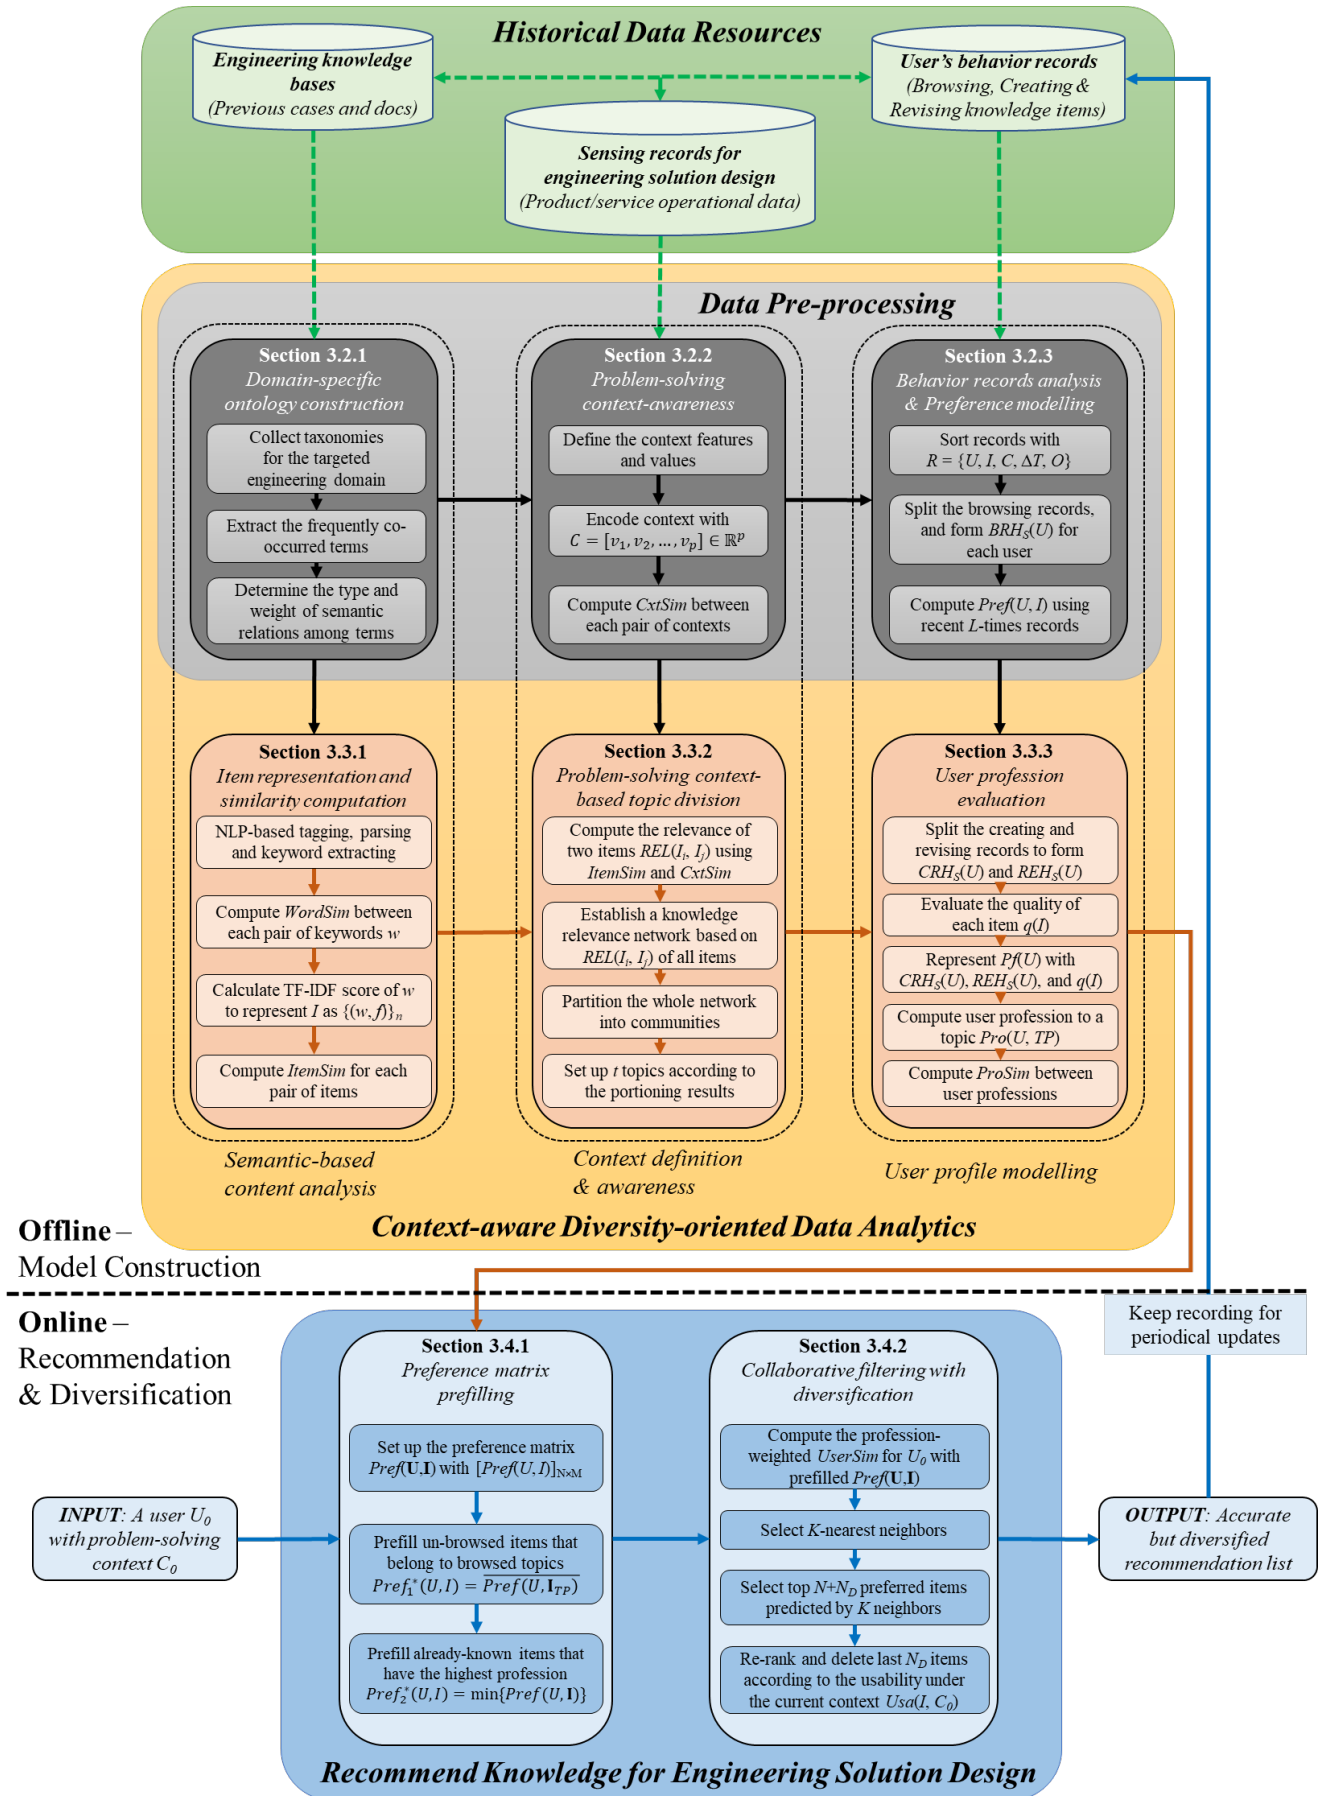 Historical Data Resources
Engineering knowledge
bases
(Previous cases and docs)
User's behavior records
(Browsing, Creating &
Revising knowledge items)
Sensing records for
engineering solution design
(Product/service operational data)
Data Pre-processing
Section 3.2.1
Domain-specific
ontology construction
Collect taxonomies
for the targeted
engineering domain
Extract the frequently co-
occurred terms
Determine the type and
weight of semantic
relations among terms
Section 3.2.2
Problem-solving
context-awareness
Define the context features
and values
Encode context with
C = [v₁, v₂, …, vₚ] ∈ ℝᵖ
Compute CxtSim between
each pair of contexts
Section 3.2.3
Behavior records analysis
& Preference modelling
Sort records with
R = {U, I, C, ΔT, O}
Split the browsing records,
and form BRH_S(U) for
each user
Compute Pref(U, I) using
recent L-times records
Section 3.3.1
Item representation and
similarity computation
NLP-based tagging, parsing
and keyword extracting
Compute WordSim between
each pair of keywords w
Calculate TF-IDF score of w
to represent I as {(w, f)}ₙ
Compute ItemSim for each
pair of items
Section 3.3.2
Problem-solving context-
based topic division
Compute the relevance of
two items REL(I_i, I_j) using
ItemSim and CxtSim
Establish a knowledge
relevance network based on
REL(I_i, I_j) of all items
Partition the whole network
into communities
Set up t topics according to
the portioning results
Section 3.3.3
User profession
evaluation
Split the creating and
revising records to form
CRH_S(U) and REH_S(U)
Evaluate the quality of
each item q(I)
Represent Pf(U) with
CRH_S(U), REH_S(U), and q(I)
Compute user profession to a
topic Pro(U, TP)
Compute ProSim between
user professions
Semantic-based
content analysis
Context definition
& awareness
User profile modelling
Context-aware Diversity-oriented Data Analytics
Offline –
Model Construction
Online –
Recommendation
& Diversification
Keep recording for
periodical updates
Section 3.4.1
Preference matrix
prefilling
Set up the preference matrix
Pref(U,I) with [Pref(U, I)]_N×M
Prefill un-browsed items that
belong to browsed topics
Pref₁*(U, I) = \overline{Pref(U, I_TP)}
Prefill already-known items that
have the highest profession
Pref₂*(U, I) = min{Pref(U, I)}
Section 3.4.2
Collaborative filtering with
diversification
Compute the profession-
weighted UserSim for U₀ with
prefilled Pref(U,I)
Select K-nearest neighbors
Select top N+N_D preferred items
predicted by K neighbors
Re-rank and delete last N_D items
according to the usability under
the current context Usa(I, C₀)
INPUT: A user U₀
with problem-solving
context C₀
OUTPUT: Accurate
but diversified
recommendation list
Recommend Knowledge for Engineering Solution Design